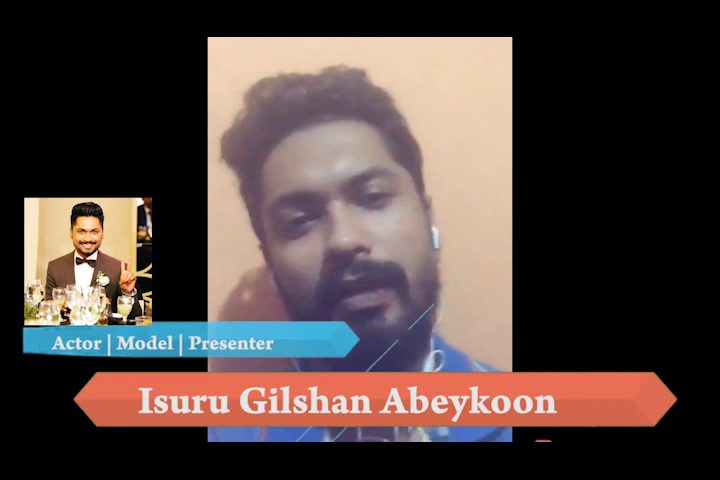 Actor | Model | Presenter
Isuru Gilshan Abeykoon